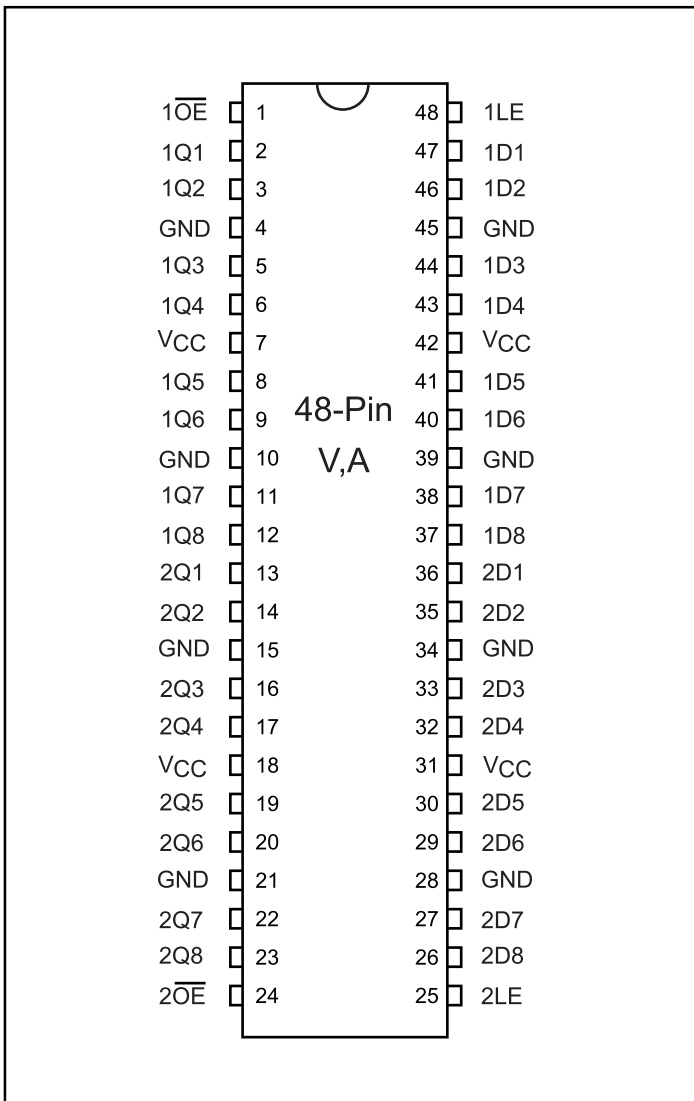 1O̅E̅ 1 48 1LE
1Q1 2 47 1D1
1Q2 3 46 1D2
GND 4 45 GND
1Q3 5 44 1D3
1Q4 6 43 1D4
VCC 7 42 VCC
1Q5 8 41 1D5
1Q6 9 40 1D6
48-Pin
GND 10 39 GND
V,A
1Q7 11 38 1D7
1Q8 12 37 1D8
2Q1 13 36 2D1
2Q2 14 35 2D2
GND 15 34 GND
2Q3 16 33 2D3
2Q4 17 32 2D4
VCC 18 31 VCC
2Q5 19 30 2D5
2Q6 20 29 2D6
GND 21 28 GND
2Q7 22 27 2D7
2Q8 23 26 2D8
2O̅E̅ 24 25 2LE